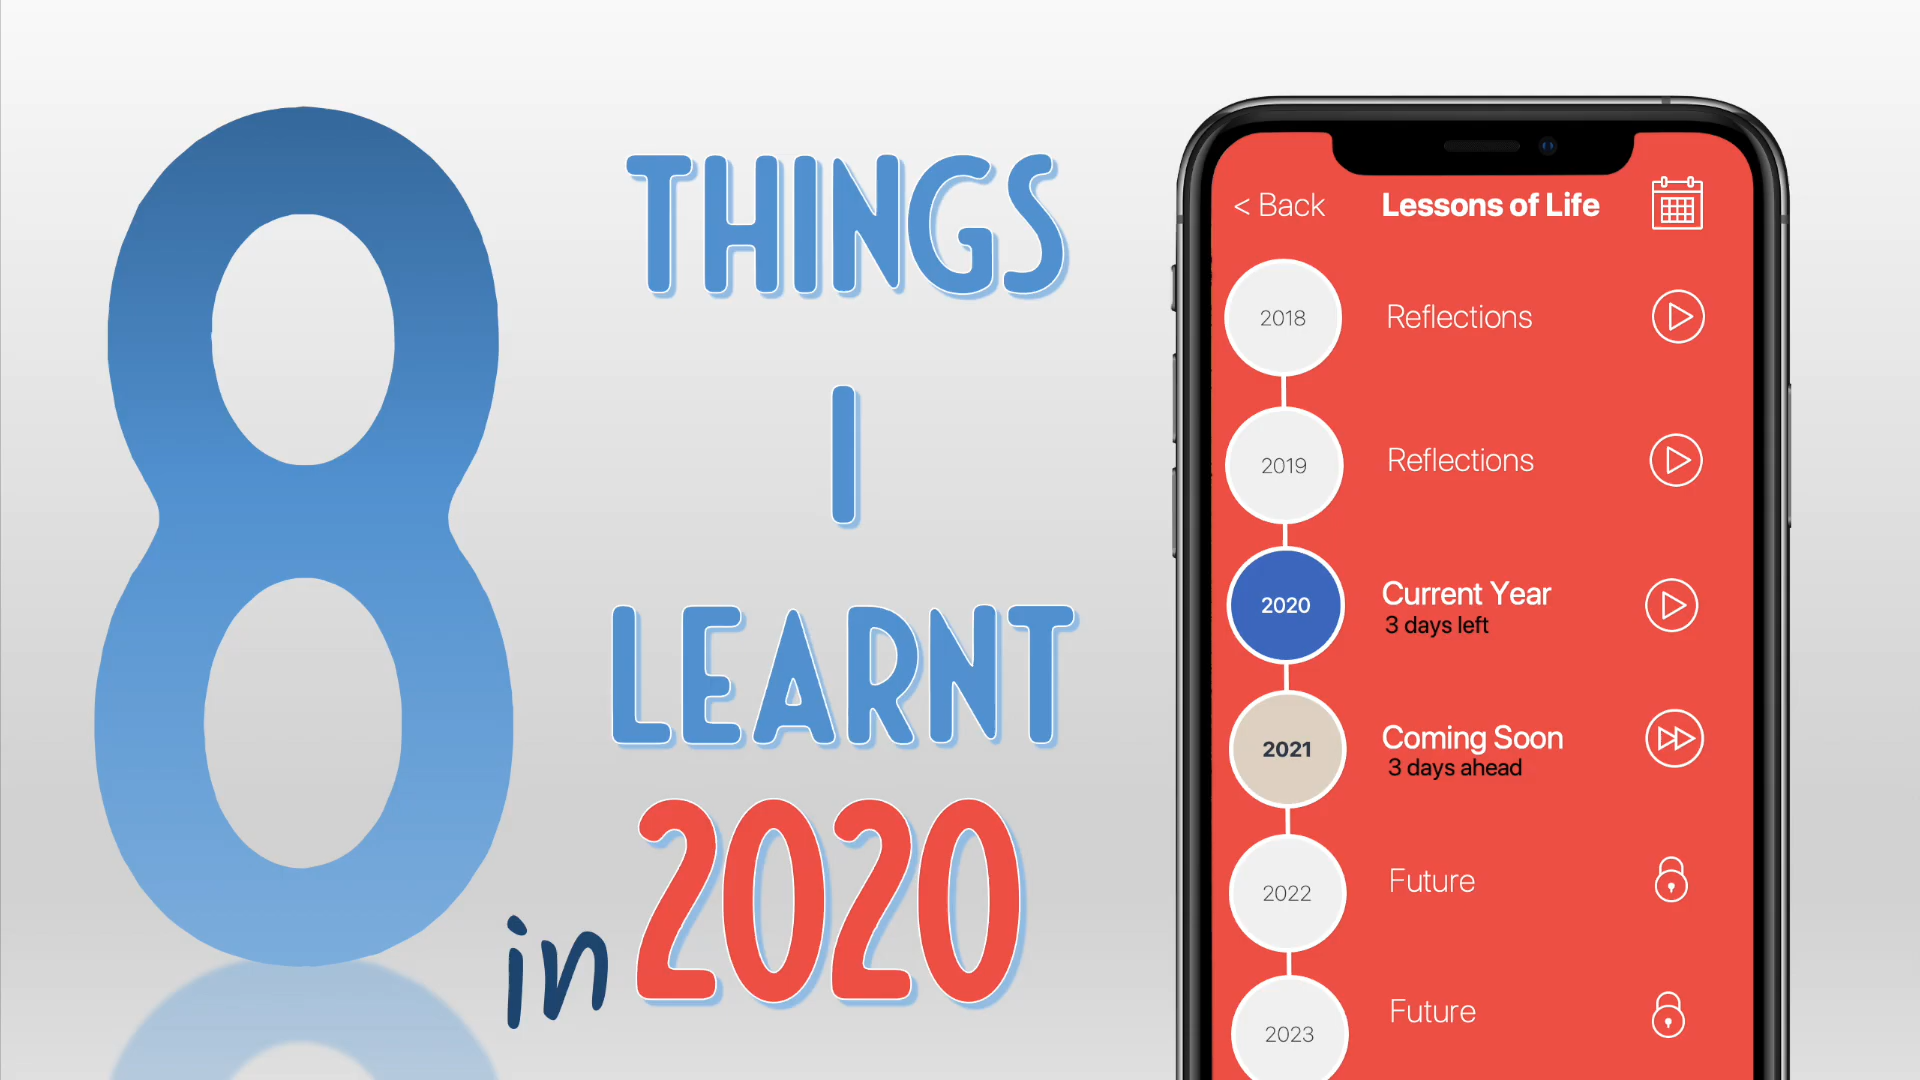 8
THINGS
I
LEARNT
in 2020
< Back
Lessons of Life
2018
Reflections
2019
Reflections
2020
Current Year
3 days left
2021
Coming Soon
3 days ahead
2022
Future
2023
Future